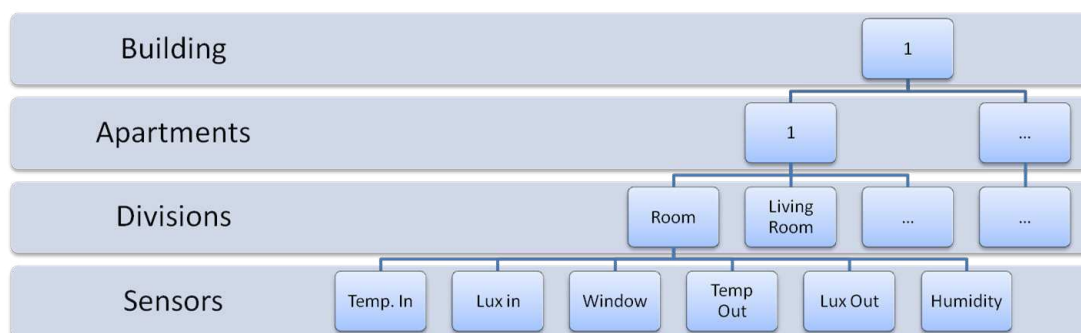 Building
1
Apartments
1
...
Divisions
Room
Living
Room
...
...
Sensors
Temp. In
Lux in
Window
Temp
Out
Lux Out
Humidity